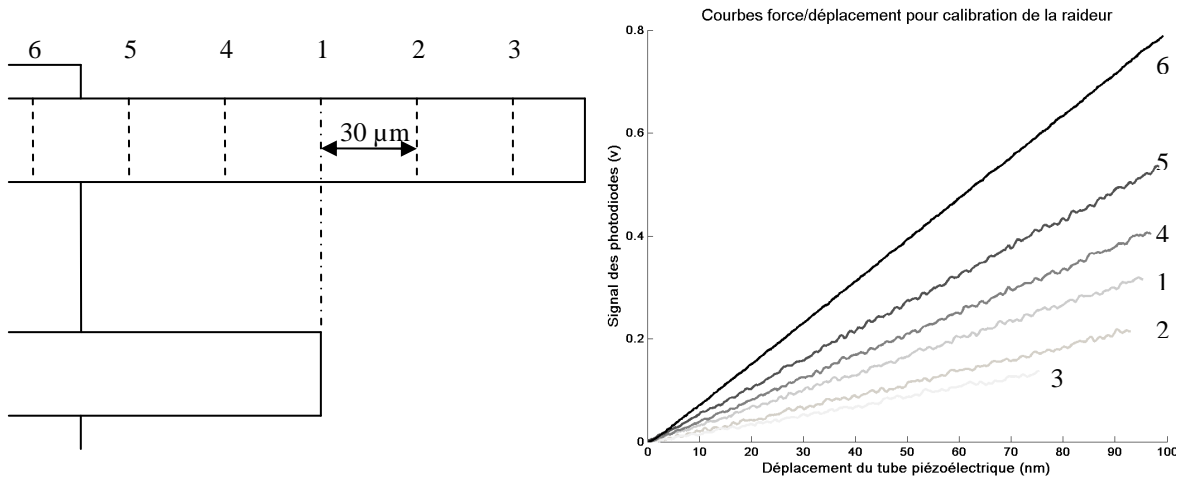 6 5 4 1 2 3
30 µm
Courbes force/déplacement pour calibration de la raideur
Signal des photodiodes (v)
0.8
0.6
0.4
0.2
0
6
5
4
1
2
3
0 10 20 30 40 50 60 70 80 90 100
Déplacement du tube piézoélectrique (nm)